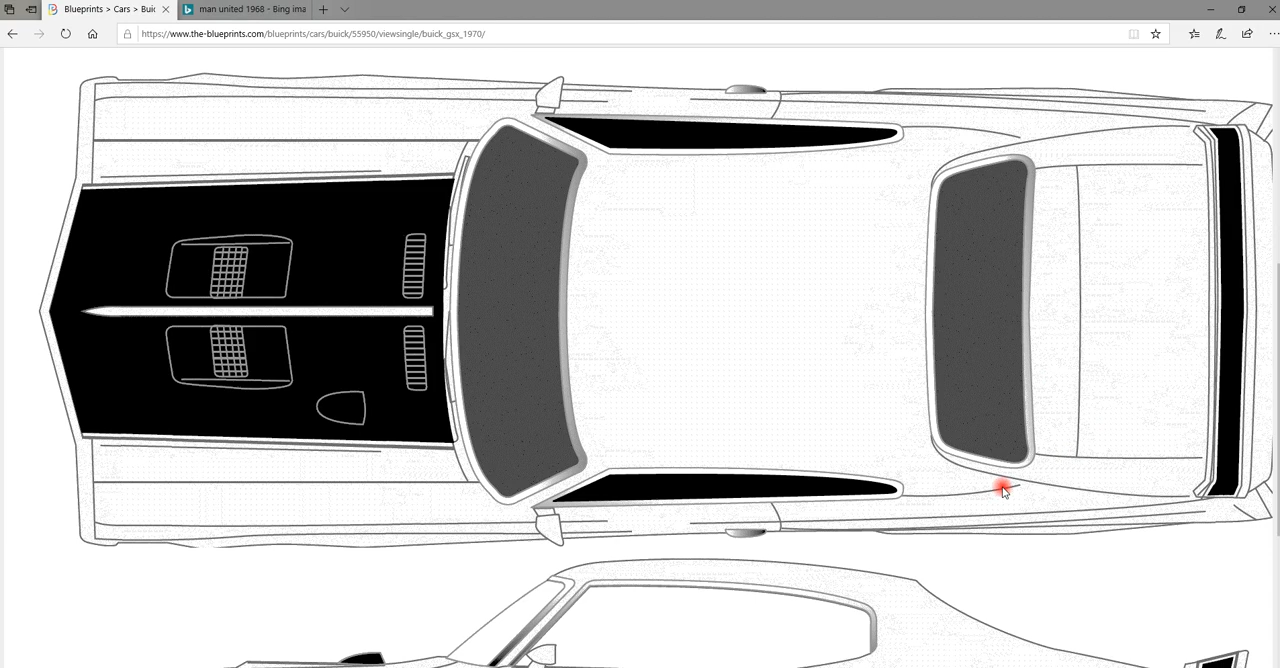 Blueprints > Cars > Buic
man united 1968 - Bing ima
https://www.the-blueprints.com/blueprints/cars/buick/55950/viewsingle/buick_gsx_1970/